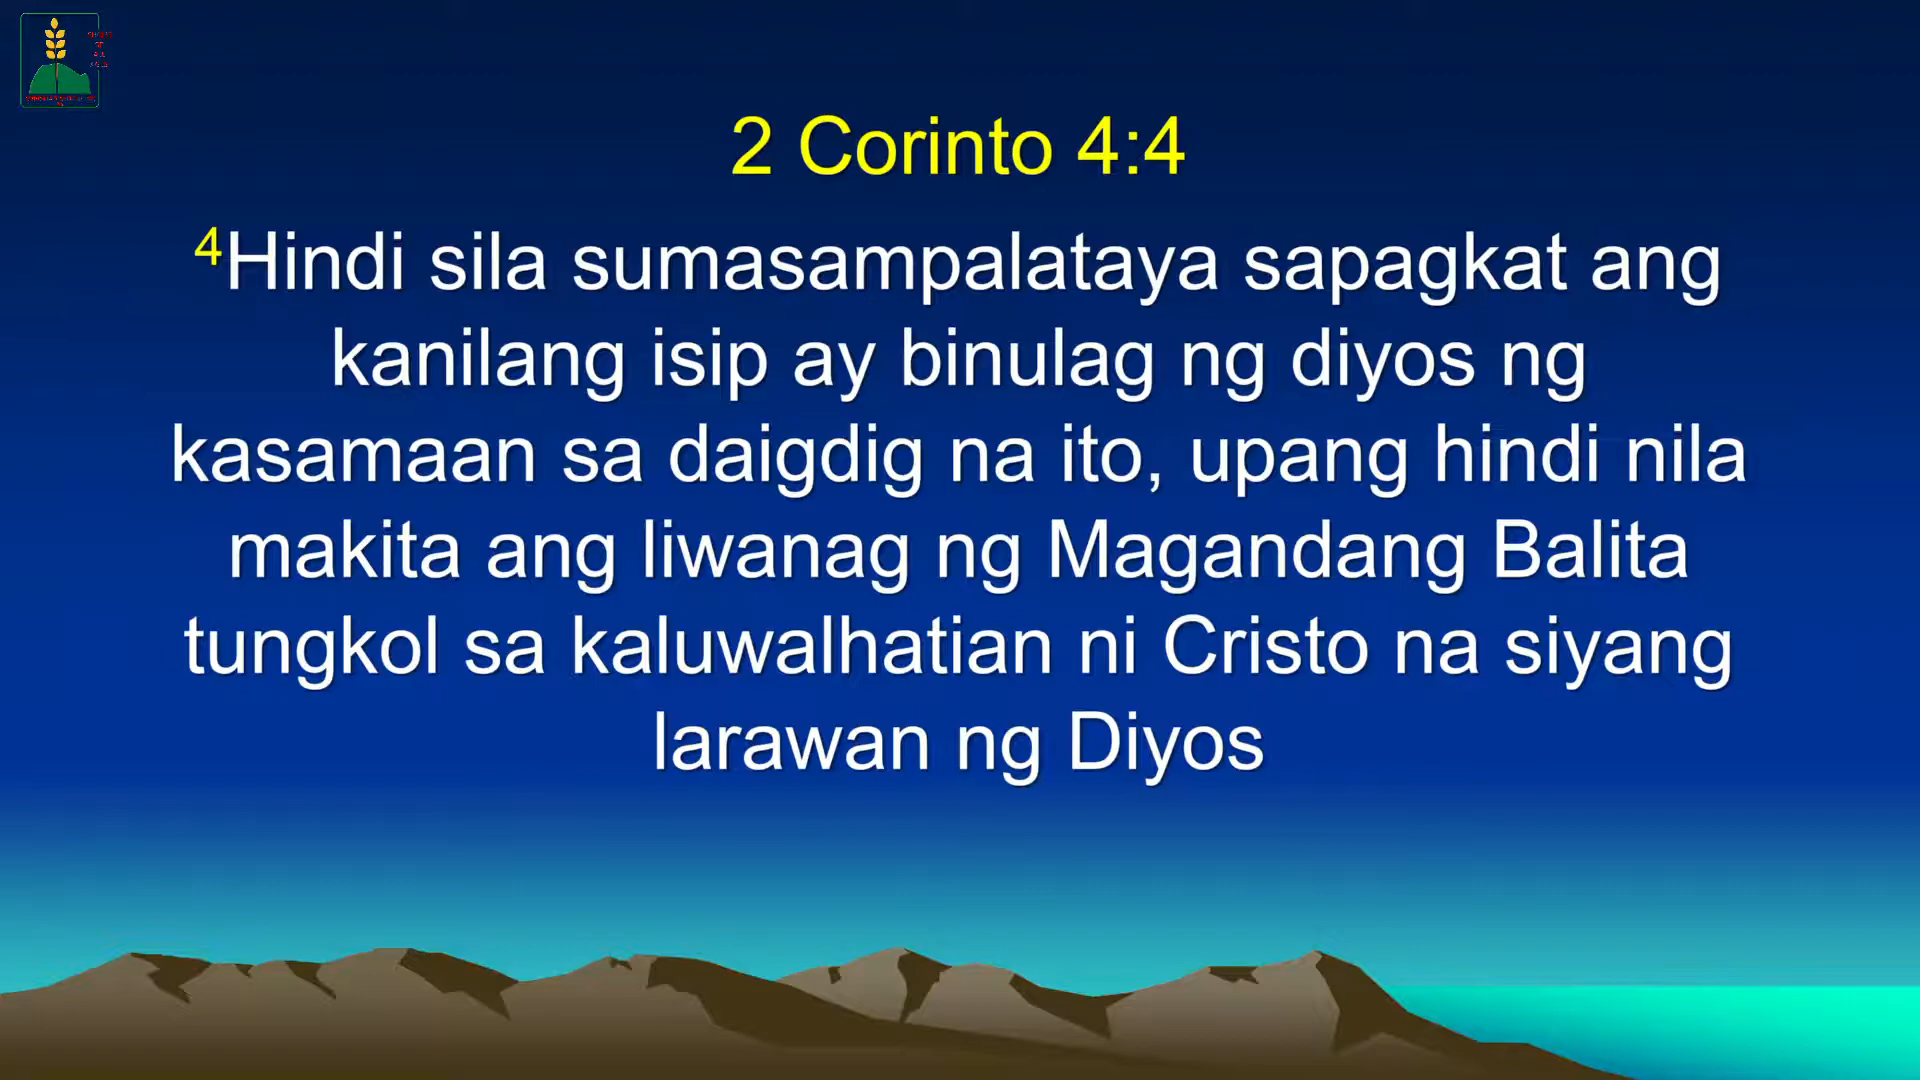 2 Corinto 4:4
4Hindi sila sumasampalataya sapagkat ang
kanilang isip ay binulag ng diyos ng
kasamaan sa daigdig na ito, upang hindi nila
makita ang liwanag ng Magandang Balita
tungkol sa kaluwalhatian ni Cristo na siyang
larawan ng Diyos